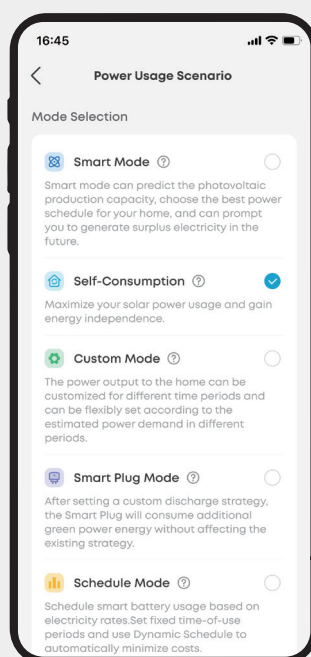 16:45
Power Usage Scenario
Mode Selection
Smart Mode
Smart mode can predict the photovoltaic
production capacity, choose the best power
schedule for your home, and can prompt
you to generate surplus electricity in the
future.
Self-Consumption
Maximize your solar power usage and gain
energy independence.
Custom Mode
The power output to the home can be
customized for different time periods and
can be flexibly set according to the
estimated power demand in different
periods.
Smart Plug Mode
After setting a custom discharge strategy,
the Smart Plug will consume additional
green power energy without affecting the
existing strategy.
Schedule Mode
Schedule smart battery usage based on
electricity rates.Set fixed time-of-use
periods and use Dynamic Schedule to
automatically minimize costs.